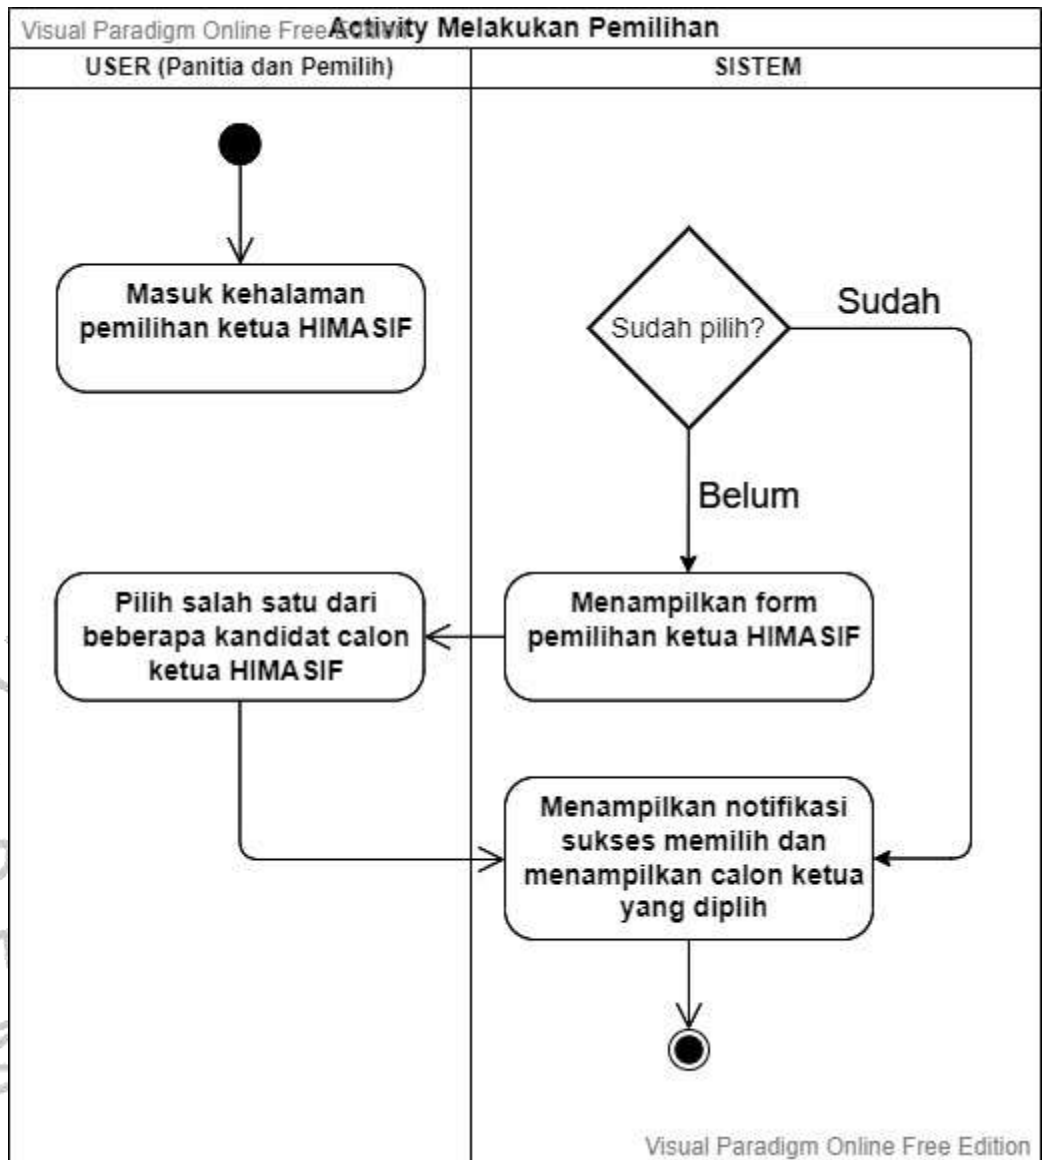 Visual Paradigm Online Free Edition
Activity Melakukan Pemilihan
USER (Panitia dan Pemilih)
SISTEM
Masuk kehalaman
pemilihan ketua HIMASIF
Sudah pilih?
Sudah
Belum
Pilih salah satu dari
beberapa kandidat calon
ketua HIMASIF
Menampilkan form
pemilihan ketua HIMASIF
Menampilkan notifikasi
sukses memilih dan
menampilkan calon ketua
yang diplih
Visual Paradigm Online Free Edition